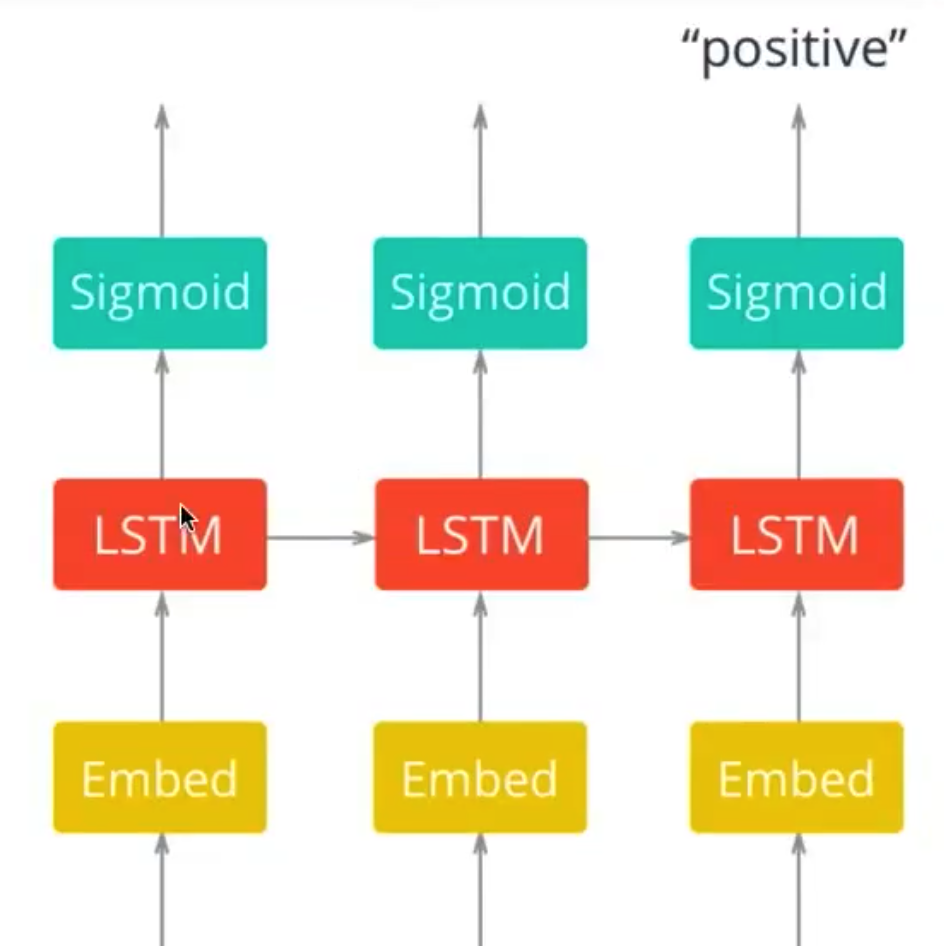 “positive”
Sigmoid Sigmoid Sigmoid
LSTM LSTM LSTM
Embed Embed Embed